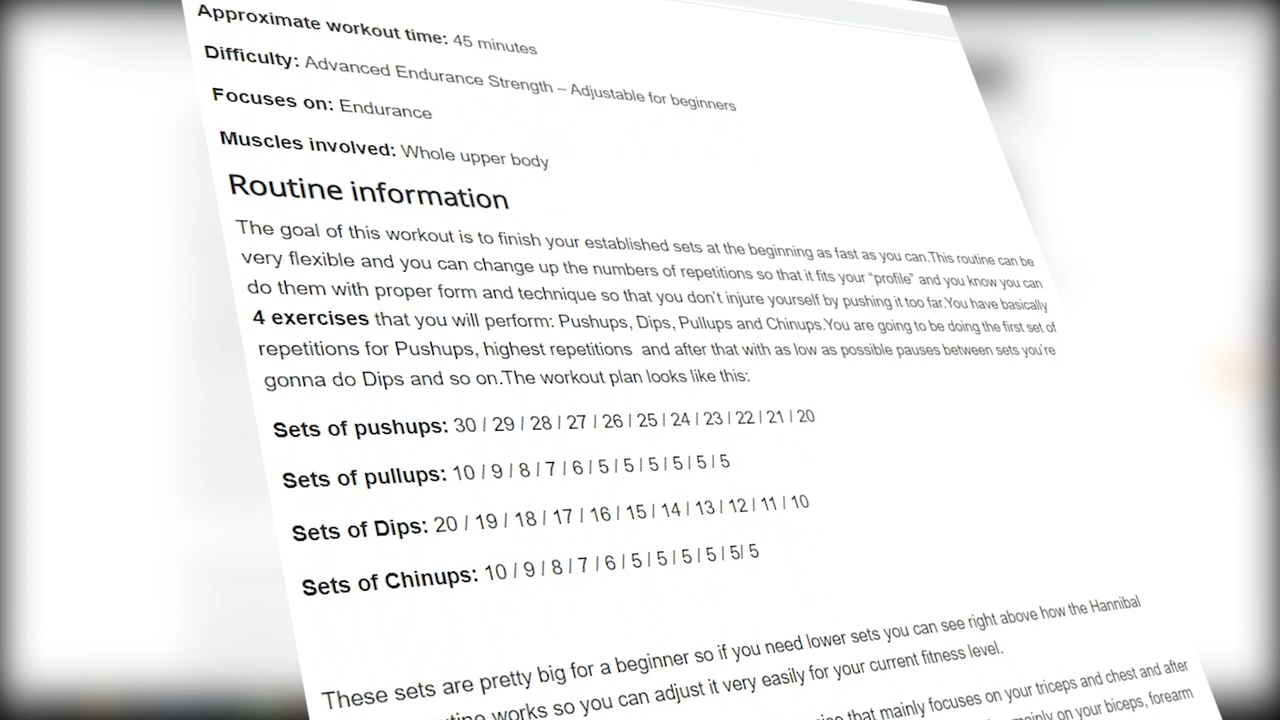 Approximate workout time: 45 minutes
Difficulty: Advanced Endurance Strength – Adjustable for beginners
Focuses on: Endurance
Muscles involved: Whole upper body
Routine information
The goal of this workout is to finish your established sets at the beginning as fast as you can.This routine can be
very flexible and you can change up the numbers of repetitions so that it fits your “profile” and you know you can
do them with proper form and technique so that you don’t injure yourself by pushing it too far.You have basically
4 exercises that you will perform: Pushups, Dips, Pullups and Chinups.You are going to be doing the first set of
repetitions for Pushups, highest repetitions and after that with as low as possible pauses between sets you’re
gonna do Dips and so on.The workout plan looks like this:
Sets of pushups: 30 / 29 / 28 / 27 / 26 / 25 / 24 / 23 / 22 / 21 / 20
Sets of pullups: 10 / 9 / 8 / 7 / 6 / 5 / 5 / 5 / 5 / 5 / 5
Sets of Dips: 20 / 19 / 18 / 17 / 16 / 15 / 14 / 13 / 12 / 11 / 10
Sets of Chinups: 10 / 9 / 8 / 7 / 6 / 5 / 5 / 5 / 5 / 5/ 5
These sets are pretty big for a beginner so if you need lower sets you can see right above how the Hannibal
works so you can adjust it very easily for your current fitness level.
that mainly focuses on your triceps and chest and after
mainly on your biceps, forearm